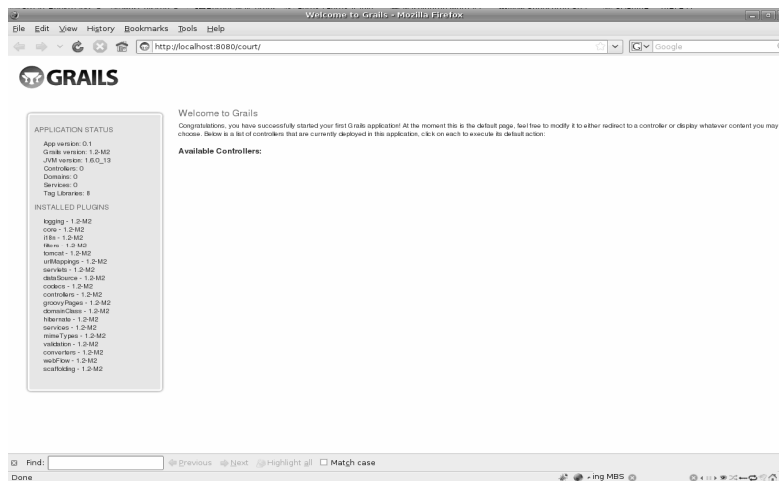 Welcome to Grails - Mozilla Firefox
File Edit View History Bookmarks Tools Help
http://localhost:8080/court/
G Google
GRAILS
APPLICATION STATUS
App version: 0.1
Grails version: 1.2-M2
JVM version: 1.6.0_13
Controllers: 0
Domains: 0
Services: 0
Tag Libraries: 8
INSTALLED PLUGINS
logging - 1.2-M2
core - 1.2-M2
i18n - 1.2-M2
filters - 1.2-M2
tomcat - 1.2-M2
urlMappings - 1.2-M2
servlets - 1.2-M2
dataSource - 1.2-M2
codecs - 1.2-M2
controllers - 1.2-M2
groovyPages - 1.2-M2
domainClass - 1.2-M2
hibernate - 1.2-M2
services - 1.2-M2
mimeTypes - 1.2-M2
validation - 1.2-M2
converters - 1.2-M2
webFlow - 1.2-M2
scaffolding - 1.2-M2
Welcome to Grails
Congratulations, you have successfully started your first Grails application! At the moment this is the default page, feel free to modify it to either redirect to a controller or display whatever content you may
choose. Below is a list of controllers that are currently deployed in this application, click on each to execute its default action:
Available Controllers:
Find: Previous Next Highlight all Match case
Done ing MBS